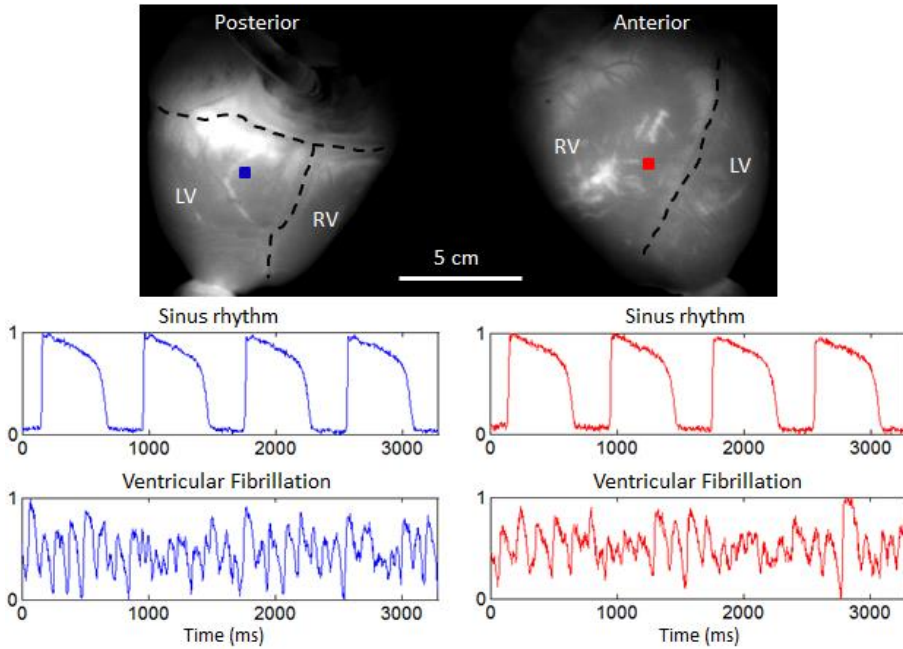 Posterior Anterior
LV RV RV LV
5 cm
Sinus rhythm Sinus rhythm
1 1
0 0
0 1000 2000 3000 0 1000 2000 3000
Ventricular Fibrillation Ventricular Fibrillation
1 1
0 0
0 1000 2000 3000 0 1000 2000 3000
Time (ms) Time (ms)